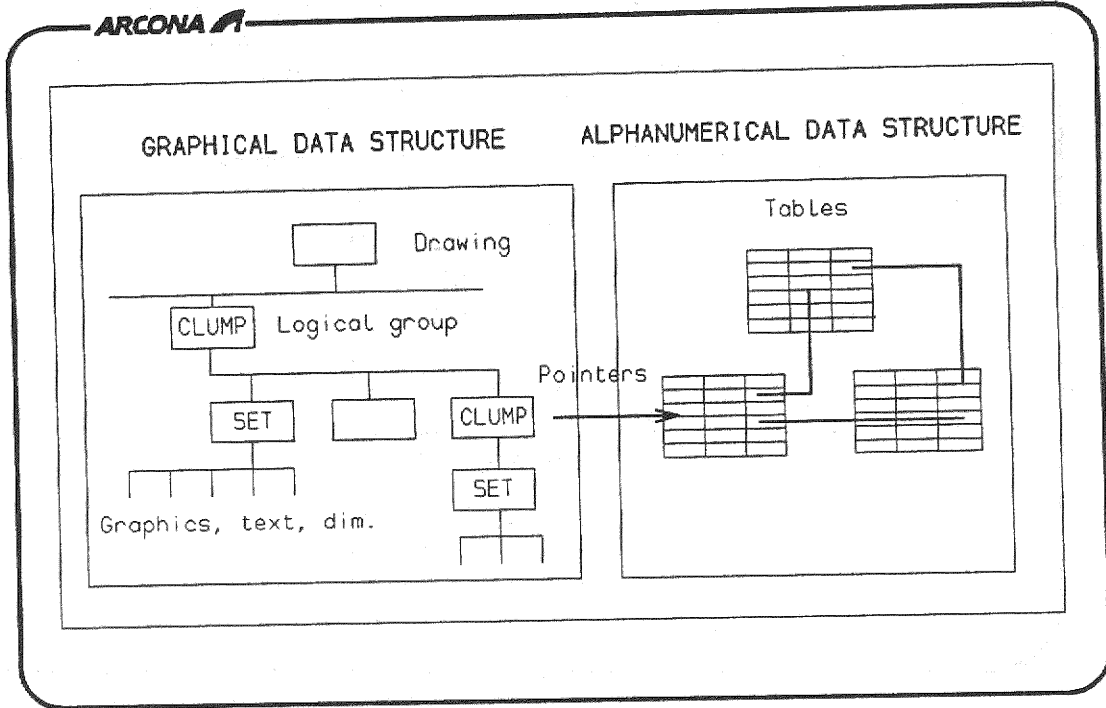 ARCONA
GRAPHICAL DATA STRUCTURE
ALPHANUMERICAL DATA STRUCTURE
Drawing
CLUMP
Logical group
SET
CLUMP
SET
Graphics, text, dim.
Pointers
Tables